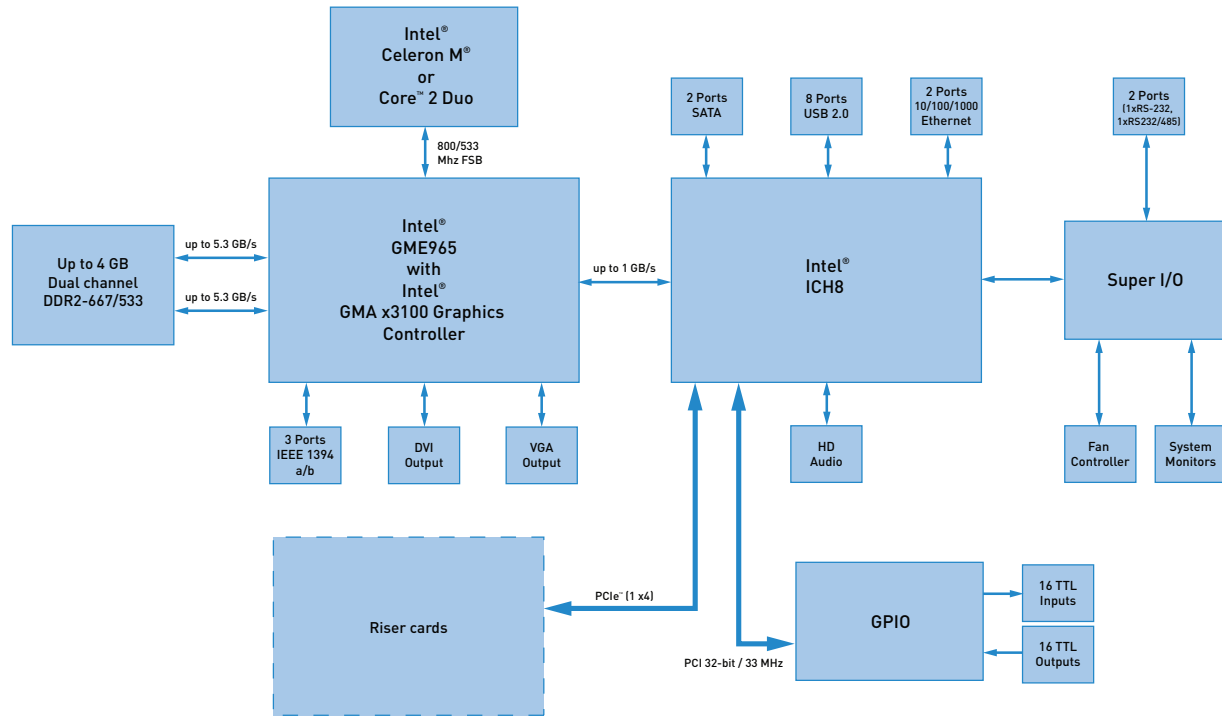 Intel®
Celeron M®
or
Core™ 2 Duo
800/533
Mhz FSB
2 Ports
SATA
8 Ports
USB 2.0
2 Ports
10/100/1000
Ethernet
2 Ports
(1xRS-232,
1xRS232/485)
Up to 4 GB
Dual channel
DDR2-667/533
up to 5.3 GB/s
up to 5.3 GB/s
Intel®
GME965
with
Intel®
GMA x3100 Graphics
Controller
up to 1 GB/s
Intel®
ICH8
Super I/O
3 Ports
IEEE 1394
a/b
DVI
Output
VGA
Output
HD
Audio
Fan
Controller
System
Monitors
Riser cards
PCIe™ (1 x4)
PCI 32-bit / 33 MHz
GPIO
16 TTL
Inputs
16 TTL
Outputs